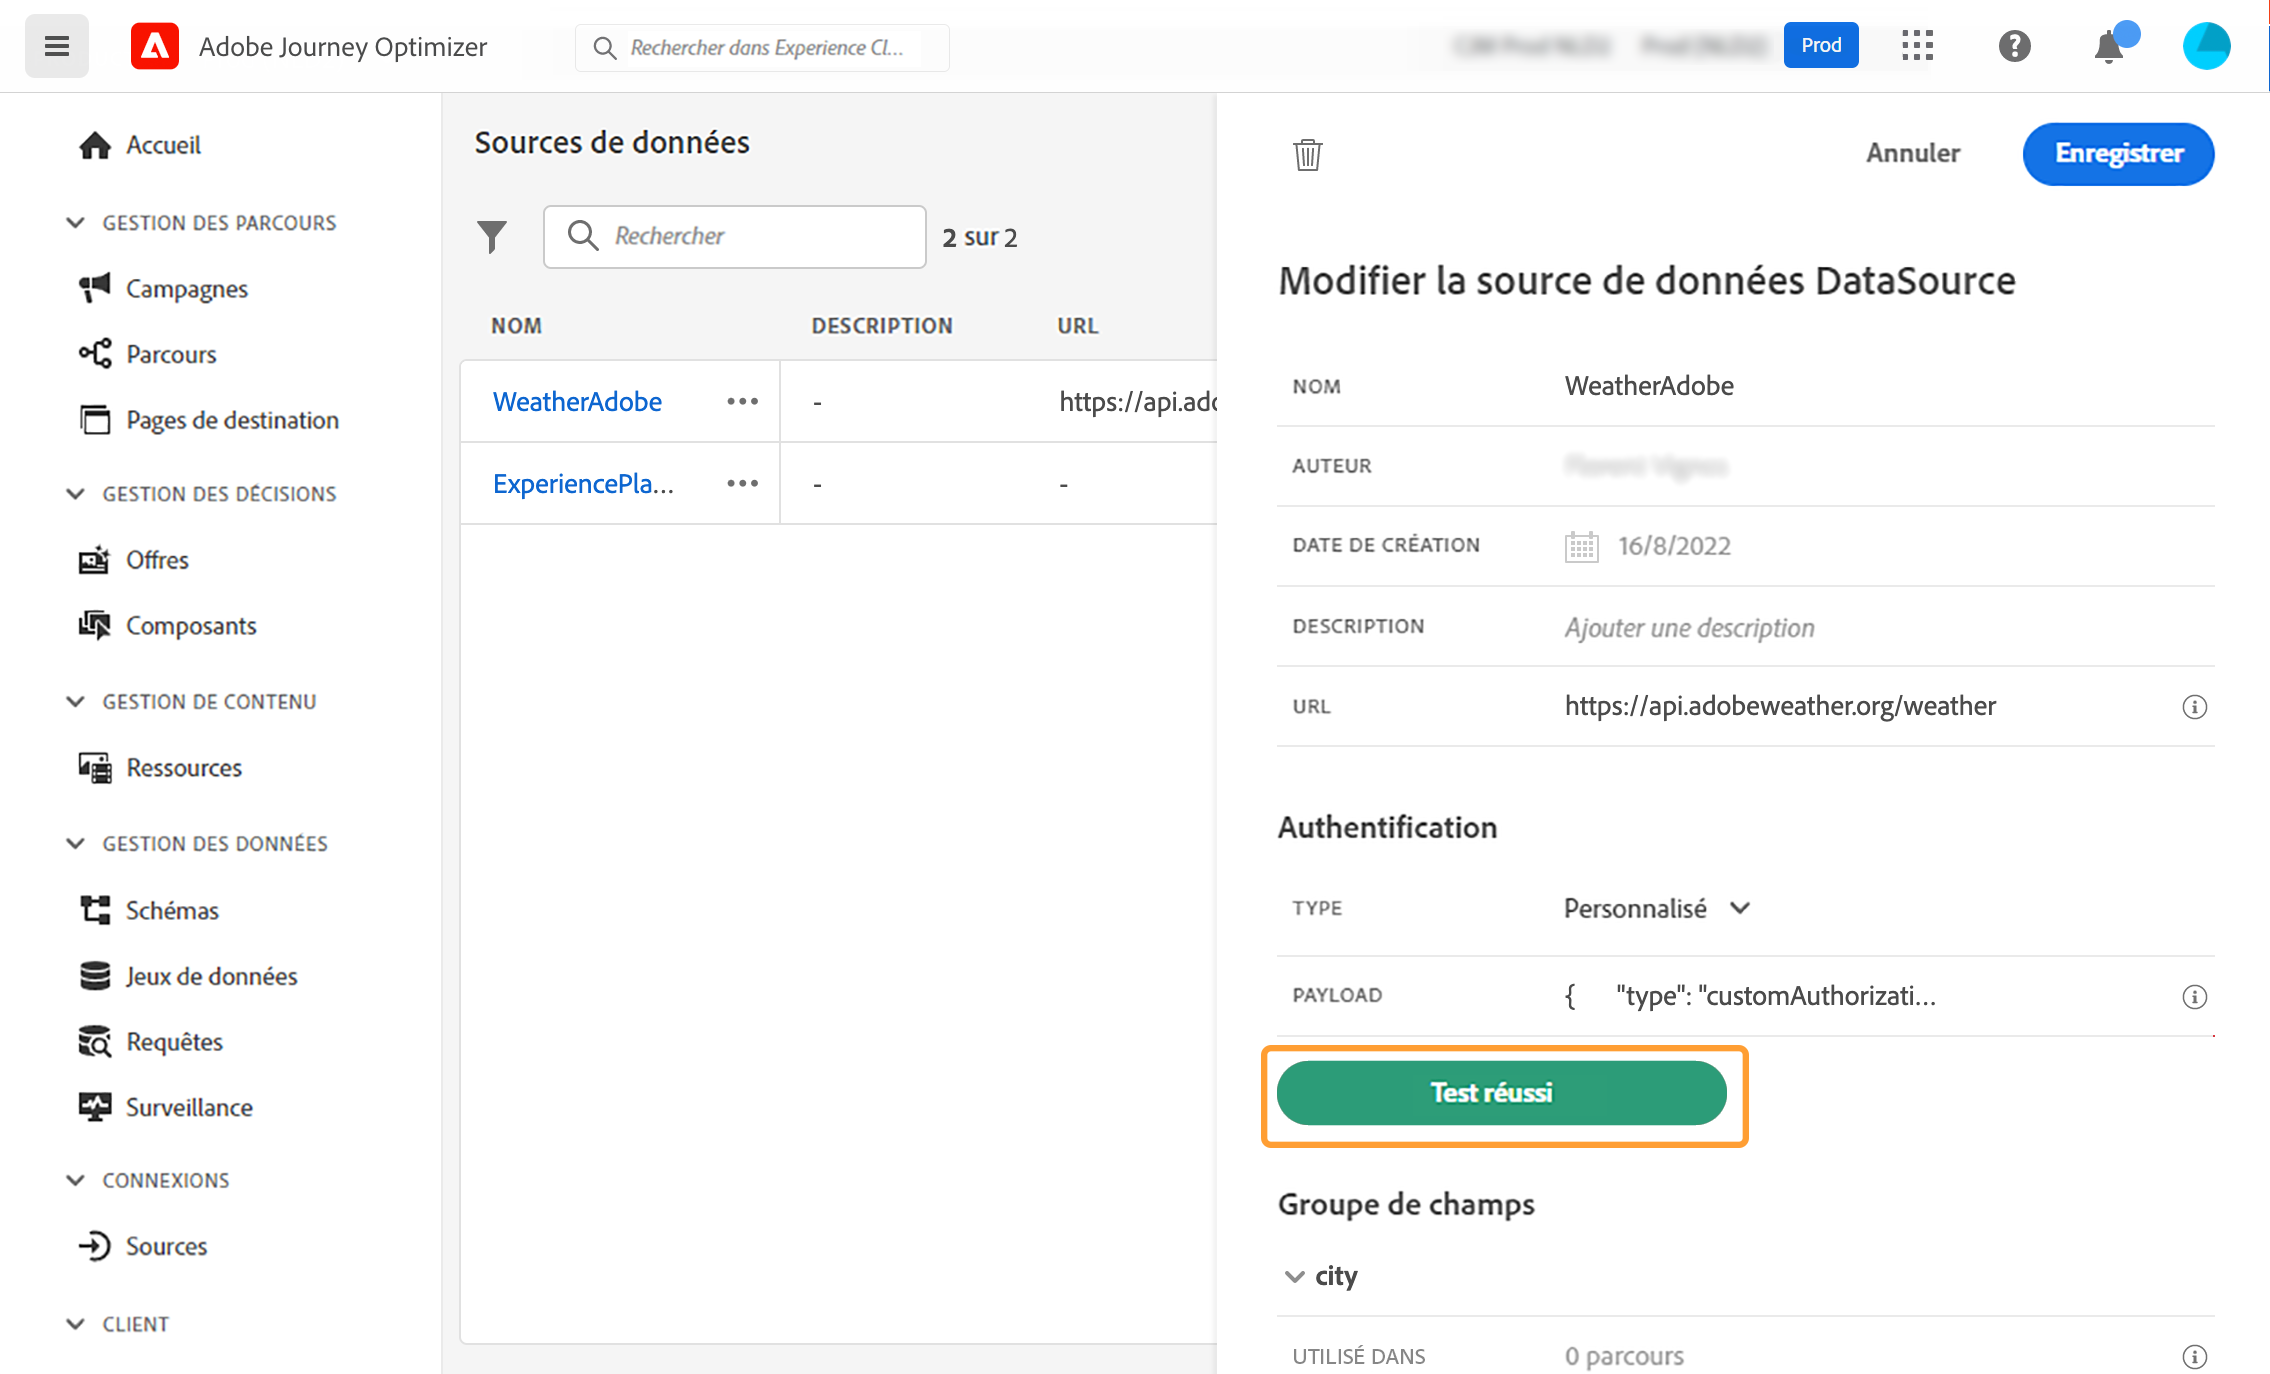 Adobe Journey Optimizer
Rechercher dans Experience Cl...
Prod
Accueil
GESTION DES PARCOURS
Campagnes
Parcours
Pages de destination
GESTION DES DÉCISIONS
Offres
Composants
GESTION DE CONTENU
Ressources
GESTION DES DONNÉES
Schémas
Jeux de données
Requêtes
Surveillance
CONNEXIONS
Sources
CLIENT
Sources de données
Rechercher
2 sur 2
NOM DESCRIPTION URL
WeatherAdobe ••• - https://api.adc
ExperiencePla... ••• - -
Annuler
Enregistrer
Modifier la source de données DataSource
NOM WeatherAdobe
AUTEUR
DATE DE CRÉATION 16/8/2022
DESCRIPTION Ajouter une description
URL https://api.adobeweather.org/weather
Authentification
TYPE Personnalisé
PAYLOAD { "type": "customAuthorizati...
Test réussi
Groupe de champs
city
UTILISÉ DANS 0 parcours